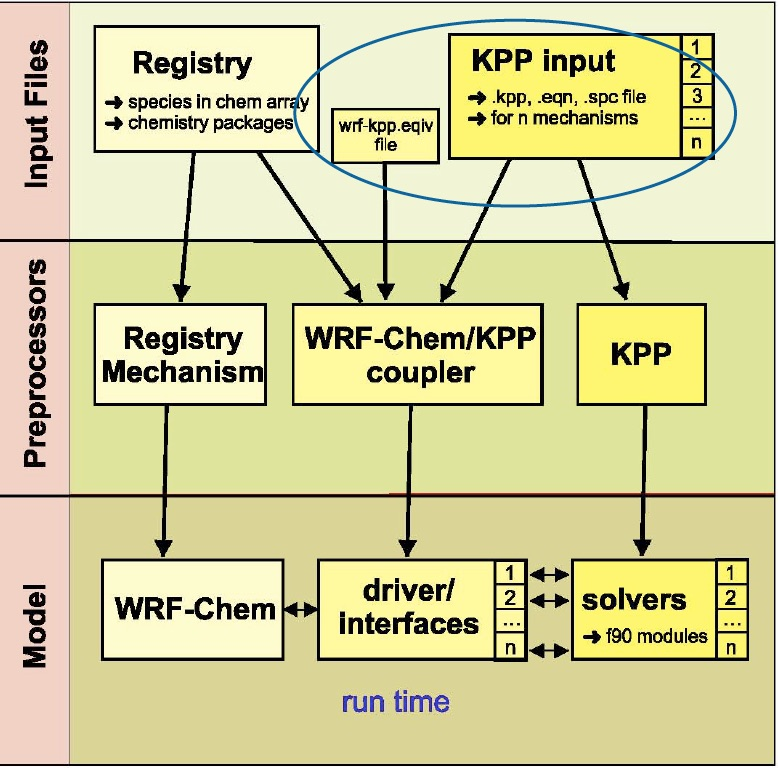 Input Files
Registry
➔ species in chem array
➔ chemistry packages
wrf-kpp.eqiv
file
KPP input
➔ .kpp, .eqn, .spc file
➔ for n mechanisms
1
2
3
...
n
Preprocessors
Registry
Mechanism
WRF-Chem/KPP
coupler
KPP
Model
WRF-Chem
driver/
interfaces
1
2
...
n
solvers
➔ f90 modules
1
2
...
n
run time